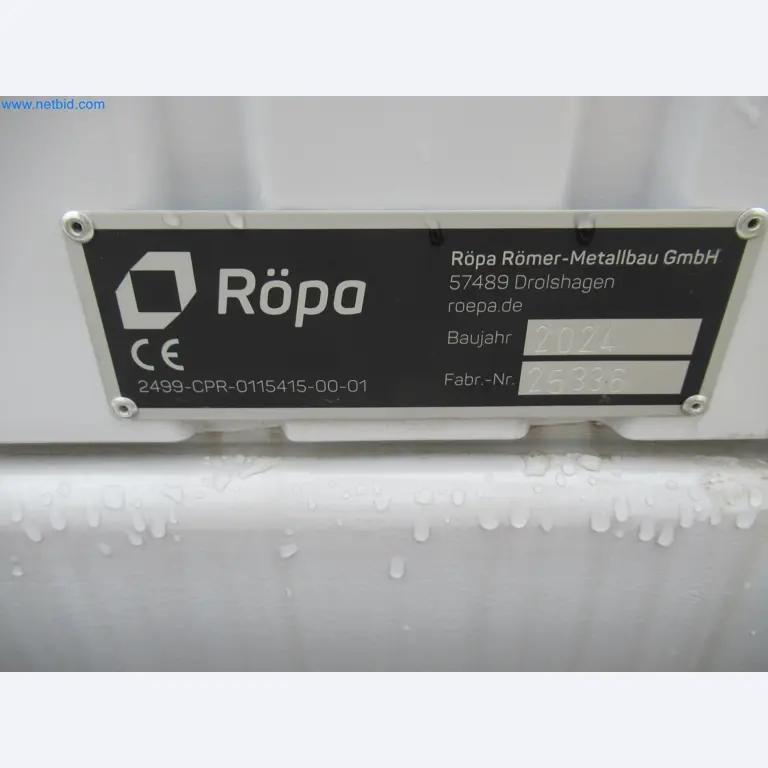 www.netbid.com
Röpa
CE
2499-CPR-0115415-00-01
Röpa Römer-Metallbau GmbH
57489 Drolshagen
roepa.de
Baujahr 2024
Fabr.-Nr. 25336